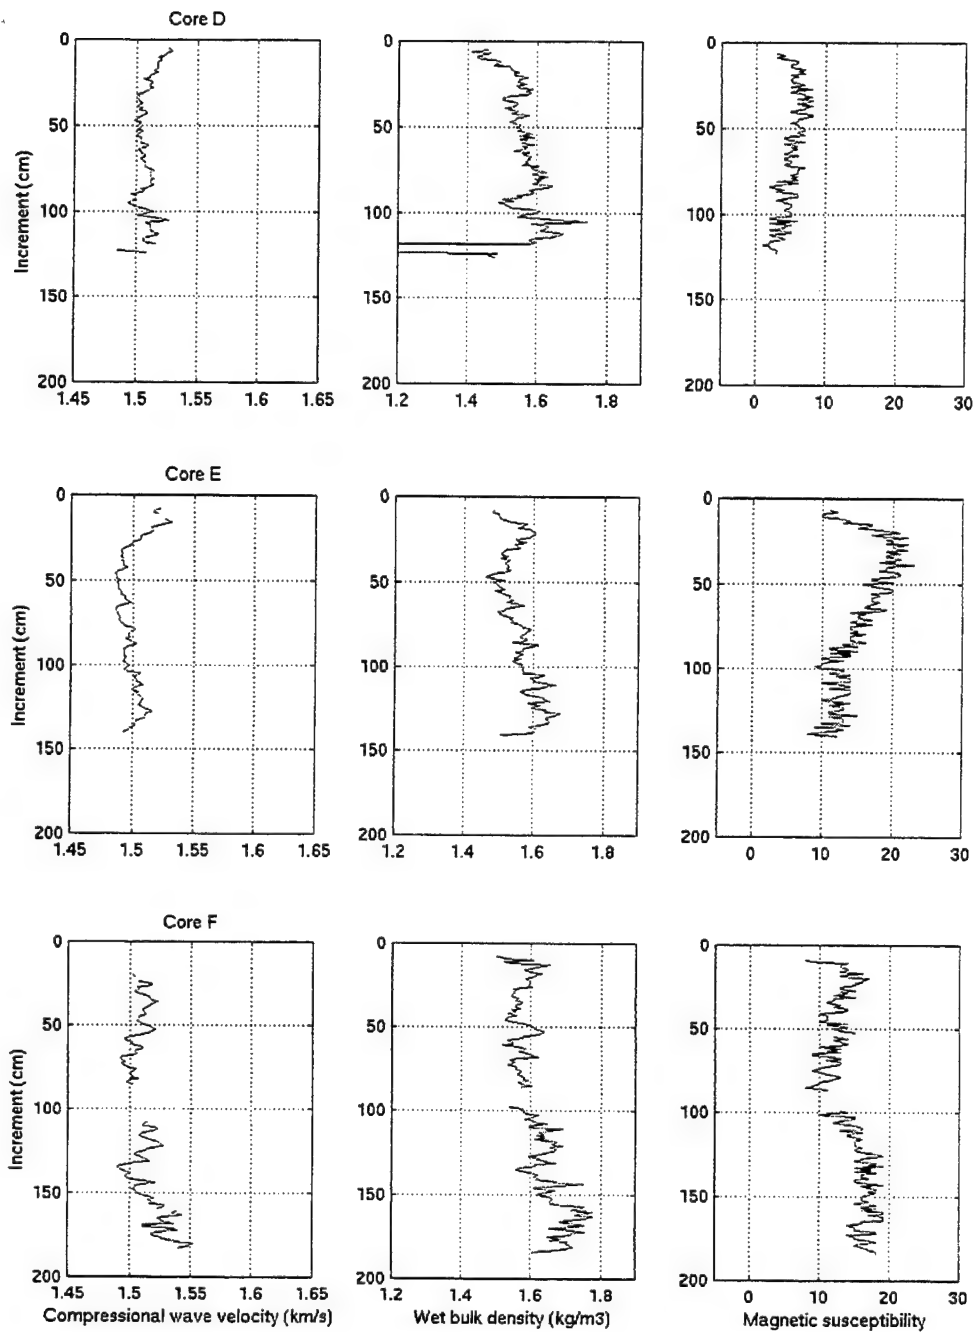 Core D
0 0 0
50 50 50
Increment (cm)
100 100 100
150 150 150
200 200 200
1.45 1.5 1.55 1.6 1.65 1.2 1.4 1.6 1.8 0 10 20 30
Core E
0 0 0
50 50 50
Increment (cm)
100 100 100
150 150 150
200 200 200
1.45 1.5 1.55 1.6 1.65 1.2 1.4 1.6 1.8 0 10 20 30
Core F
0 0 0
50 50 50
Increment (cm)
100 100 100
150 150 150
200 200 200
1.45 1.5 1.55 1.6 1.65 1.2 1.4 1.6 1.8 0 10 20 30
Compressional wave velocity (km/s) Wet bulk density (kg/m3) Magnetic susceptibility